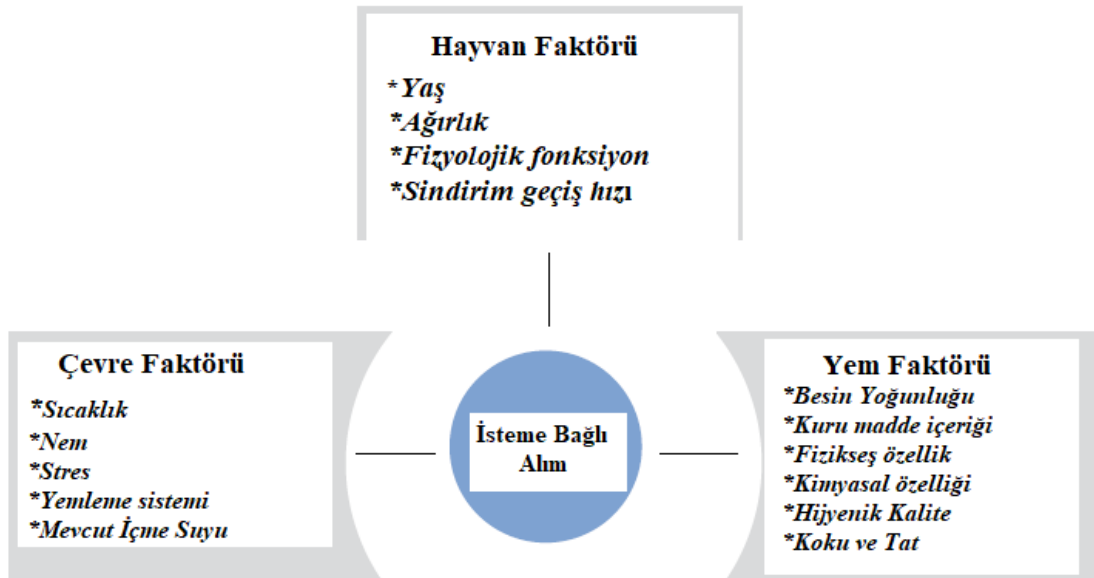 Hayvan Faktörü
*Yaş
*Ağırlık
*Fizyolojik fonksiyon
*Sindirim geçiş hızı
Çevre Faktörü
*Sıcaklık
*Nem
*Stres
*Yemleme sistemi
*Mevcut İçme Suyu
İsteme Bağlı
Alım
Yem Faktörü
*Besin Yoğunluğu
*Kuru madde içeriği
*Fizikseş özellik
*Kimyasal özelliği
*Hijyenik Kalite
*Koku ve Tat